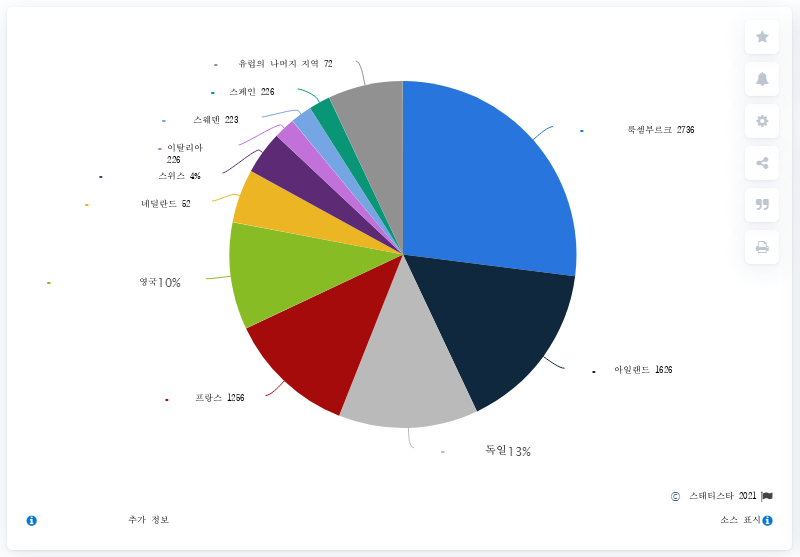 유럽의 나머지 지역 72
스페인 226
스웨덴 223
이탈리아
226
스위스 4%
네덜란드 52
영국10%
프랑스 1256
독일13%
아일랜드 1626
룩셈부르크 2736
© 스태티스타 2021
추가 정보
소스 표시